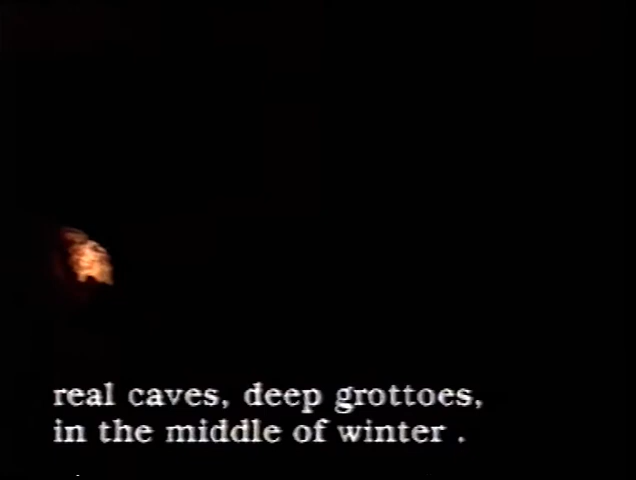 real caves, deep grottoes,
in the middle of winter .